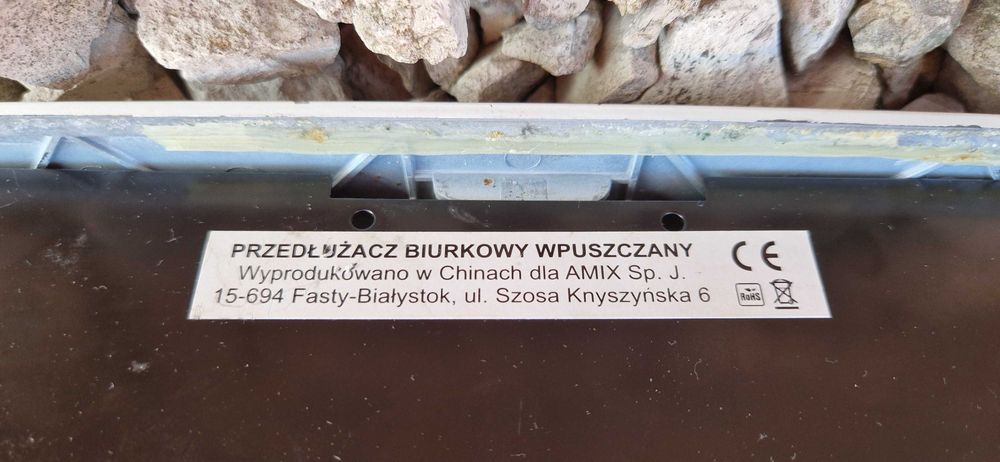 PRZEDŁUŻACZ BIURKOWY WPUSZCZANY CE
Wyprodukowano w Chinach dla AMIX Sp. J.
15-694 Fasty-Białystok, ul. Szosa Knyszyńska 6 RoHS